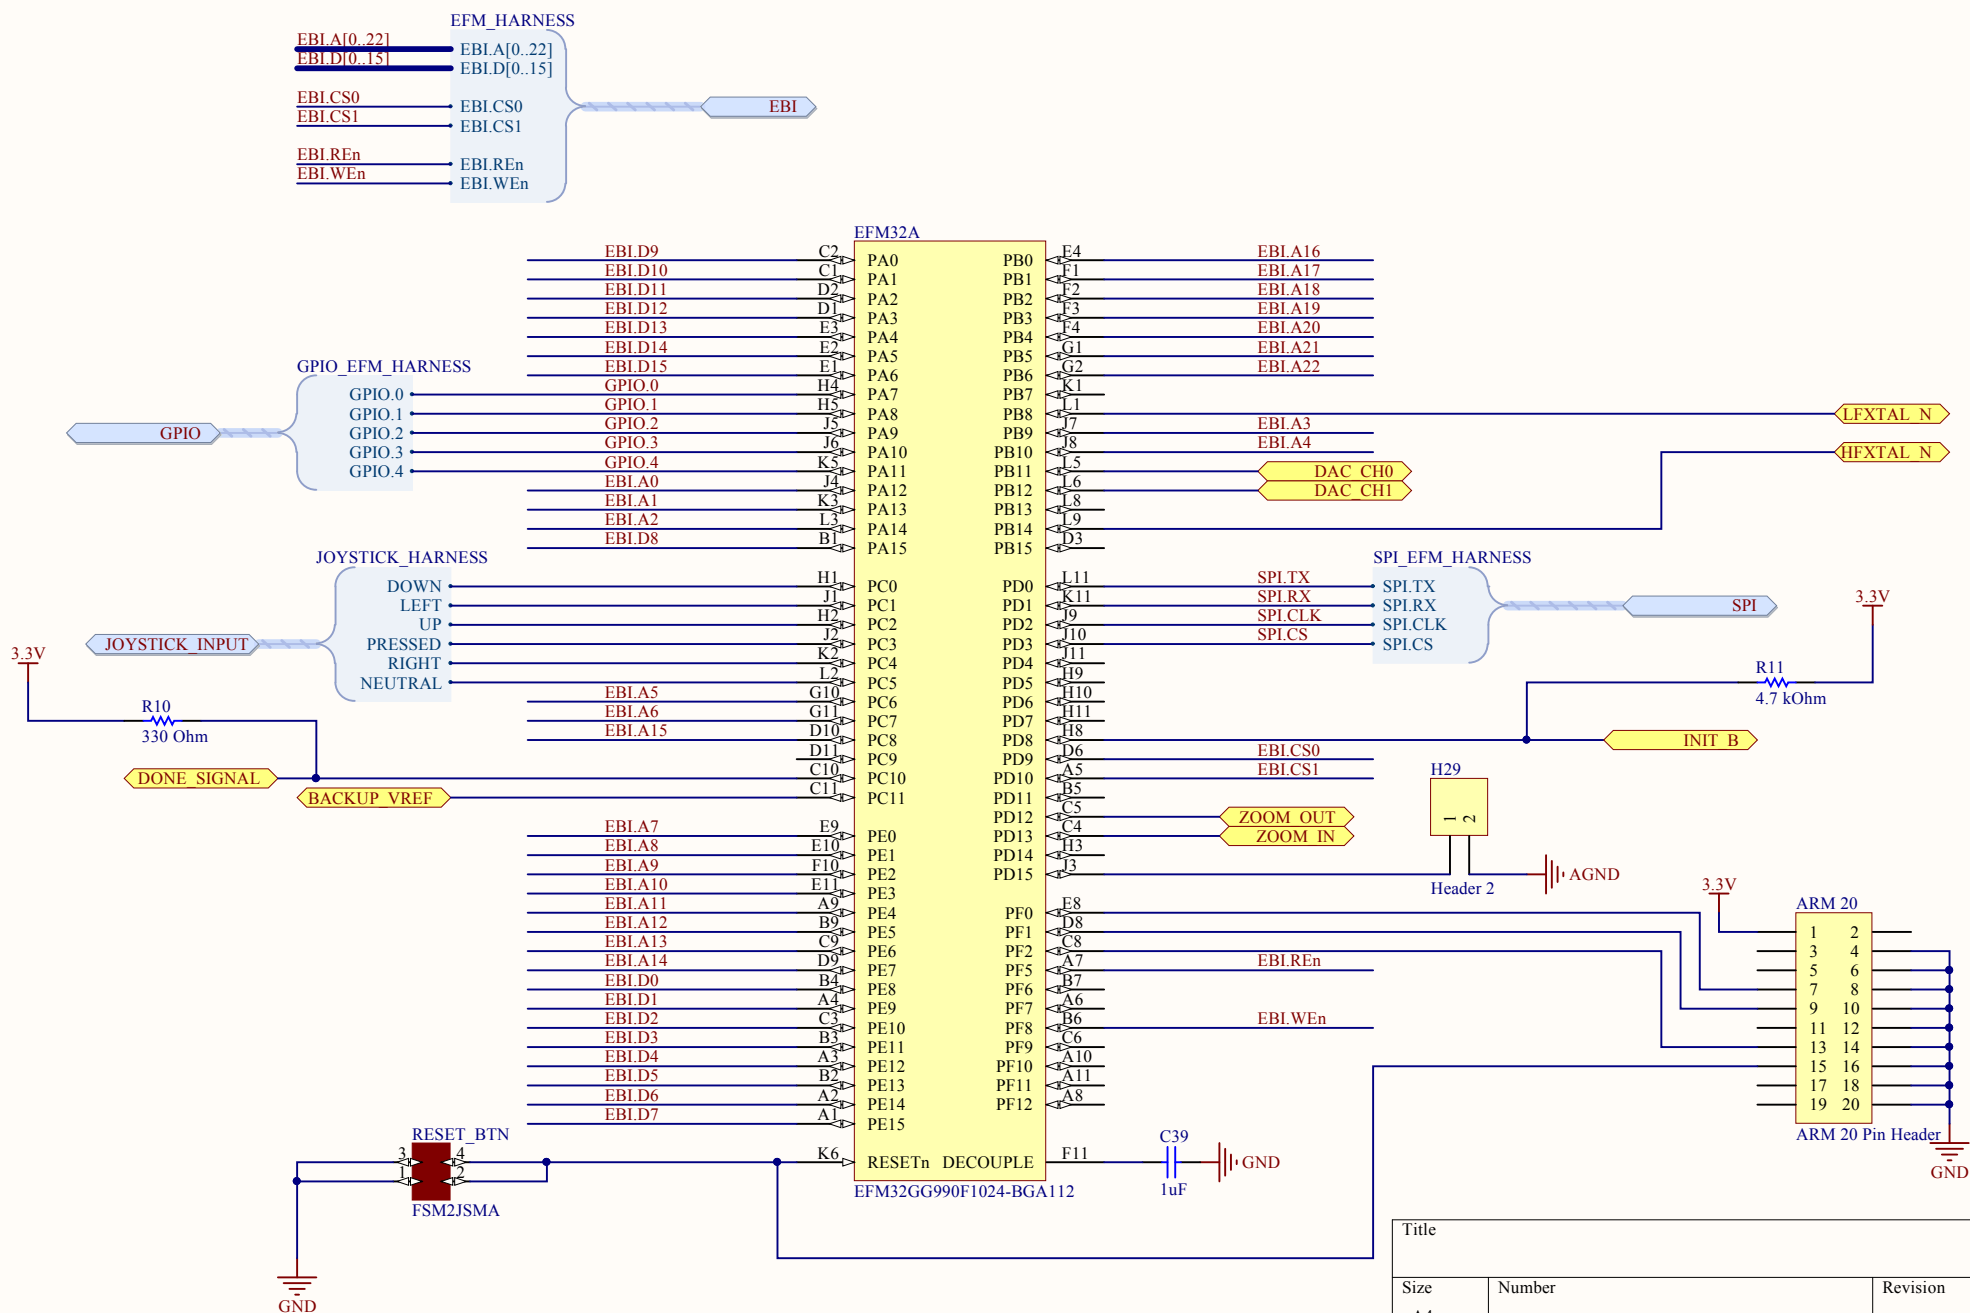 EFM_HARNESS
EBI.A[0..22] EBI.A[0..22]
EBI.D[0..15] EBI.D[0..15]
EBI.CS0 EBI.CS0 EBI
EBI.CS1 EBI.CS1
EBI.REn EBI.REn
EBI.WEn EBI.WEn
EFM32A
EBI.D9 C2 PA0 PB0 E4 EBI.A16
EBI.D10 C1 PA1 PB1 F1 EBI.A17
EBI.D11 D2 PA2 PB2 F2 EBI.A18
EBI.D12 D1 PA3 PB3 F3 EBI.A19
EBI.D13 E3 PA4 PB4 F4 EBI.A20
EBI.D14 E2 PA5 PB5 G1 EBI.A21
EBI.D15 E1 PA6 PB6 G2 EBI.A22
GPIO_EFM_HARNESS
GPIO.0 GPIO.0 H4 PA7 PB7 K1
GPIO.1 GPIO.1 H5 PA8 PB8 L1 LFXTAL_N
GPIO GPIO.2 GPIO.2 J5 PA9 PB9 J7 EBI.A3
GPIO.3 GPIO.3 J6 PA10 PB10 J8 EBI.A4 HFXTAL_N
GPIO.4 GPIO.4 K5 PA11 PB11 L5 DAC_CH0
EBI.A0 J4 PA12 PB12 L6 DAC_CH1
EBI.A1 K3 PA13 PB13 L8
EBI.A2 L3 PA14 PB14 L9
EBI.D8 B1 PA15 PB15 D3
JOYSTICK_HARNESS SPI_EFM_HARNESS
DOWN H1 PC0 PD0 L11 SPI.TX SPI.TX
LEFT J1 PC1 PD1 K11 SPI.RX SPI.RX SPI 3.3V
UP H2 PC2 PD2 J9 SPI.CLK SPI.CLK
JOYSTICK_INPUT PRESSED J2 PC3 PD3 J10 SPI.CS SPI.CS
3.3V RIGHT K2 PC4 PD4 J11
NEUTRAL L2 PC5 PD5 H9 R11
EBI.A5 G10 PC6 PD6 H10 4.7 kOhm
R10 EBI.A6 G11 PC7 PD7 H11
330 Ohm EBI.A15 D10 PC8 PD8 H8 INIT_B
D11 PC9 PD9 D6 EBI.CS0
DONE_SIGNAL C10 PC10 PD10 A5 EBI.CS1 H29
BACKUP_VREF C11 PC11 PD11 B5
PD12 C5 ZOOM_OUT 1 2
EBI.A7 E9 PE0 PD13 C4 ZOOM_IN
EBI.A8 E10 PE1 PD14 H3
EBI.A9 F10 PE2 PD15 J3 AGND
EBI.A10 E11 PE3 Header 2 3.3V
EBI.A11 A9 PE4 PF0 E8 ARM 20
EBI.A12 B9 PE5 PF1 D8 1 2
EBI.A13 C9 PE6 PF2 C8 3 4
EBI.A14 D9 PE7 PF5 A7 EBI.REn 5 6
EBI.D0 B4 PE8 PF6 B7 7 8
EBI.D1 A4 PE9 PF7 A6 9 10
EBI.D2 C3 PE10 PF8 B6 EBI.WEn 11 12
EBI.D3 B3 PE11 PF9 C6 13 14
EBI.D4 A3 PE12 PF10 A10 15 16
EBI.D5 B2 PE13 PF11 A11 17 18
EBI.D6 A2 PE14 PF12 A8 19 20
EBI.D7 A1 PE15
RESET_BTN C39 ARM 20 Pin Header
3 4 K6 RESETn DECOUPLE F11 GND
1 2 1uF GND
FSM2JSMA EFM32GG990F1024-BGA112
Title
Size Number Revision
GND